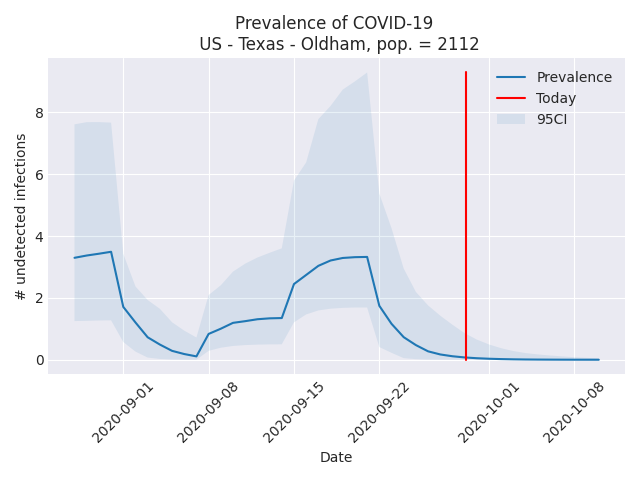 Prevalence of COVID-19
US - Texas - Oldham, pop. = 2112
Prevalence
Today
95CI
# undetected infections
8
6
4
2
0
2020-09-01
2020-09-08
2020-09-15
2020-09-22
2020-10-01
2020-10-08
Date